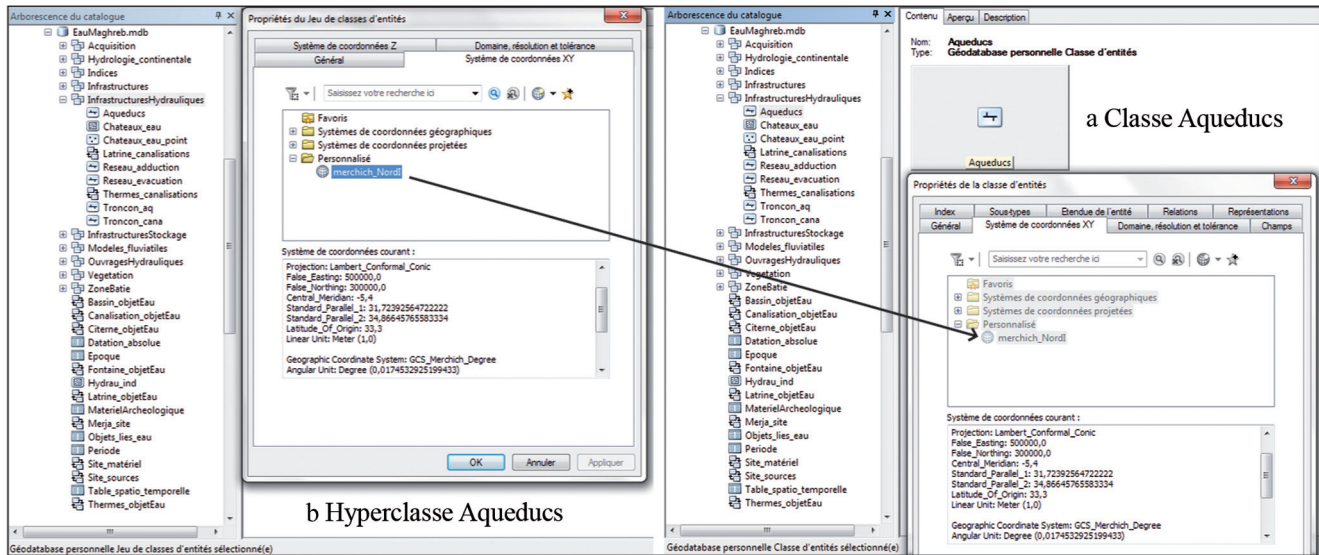 Arborescence du catalogue
EauMaghreb.mdb
Acquisition
Hydrologie_continentale
Indices
Infrastructures
InfrastructuresHydrauliques
Aqueducs
Chateaux_eau
Chateaux_eau_point
Latrine_canalisations
Reseau_adduction
Reseau_evacuation
Thermes_canalisations
Troncon_aq
Troncon_cana
InfrastructuresStockage
Modeles_fluviatiles
OuvragesHydrauliques
Vegetation
ZoneBatie
Bassin_objetEau
Canalisation_objetEau
Citerne_objetEau
Datation_absolue
Epoque
Fontaine_objetEau
Hydrau_ind
Latrine_objetEau
MaterielArcheologique
Merja_site
Objets_lies_eau
Periode
Site_matériel
Site_sources
Table_spatio_temporelle
Thermes_objetEau
Géodatabase personnelle Jeu de classes d'entités sélectionné(e)
Propriétés du Jeu de classes d'entités
Système de coordonnées Z
Domaine, résolution et tolérance
Général
Système de coordonnées XY
Saisissez votre recherche ici
Favoris
Systèmes de coordonnées géographiques
Systèmes de coordonnées projetées
Personnalisé
merchich_NordI
Système de coordonnées courant :
Projection: Lambert_Conformal_Conic
False_Easting: 500000,0
False_Northing: 300000,0
Central_Meridian: -5,4
Standard_Parallel_1: 31,72392564722222
Standard_Parallel_2: 34,86645765583334
Latitude_Of_Origin: 33,3
Linear Unit: Meter (1,0)
Geographic Coordinate System: GCS_Merchich_Degree
Angular Unit: Degree (0,0174532925199433)
OK
Annuler
Appliquer
b Hyperclasse Aqueducs
Arborescence du catalogue
EauMaghreb.mdb
Acquisition
Hydrologie_continentale
Indices
Infrastructures
InfrastructuresHydrauliques
Aqueducs
Chateaux_eau
Chateaux_eau_point
Latrine_canalisations
Reseau_adduction
Reseau_evacuation
Thermes_canalisations
Troncon_aq
Troncon_cana
InfrastructuresStockage
Modeles_fluviatiles
OuvragesHydrauliques
Vegetation
ZoneBatie
Bassin_objetEau
Canalisation_objetEau
Citerne_objetEau
Datation_absolue
Epoque
Fontaine_objetEau
Hydrau_ind
Latrine_objetEau
MaterielArcheologique
Merja_site
Objets_lies_eau
Periode
Site_matériel
Site_sources
Table_spatio_temporelle
Thermes_objetEau
Géodatabase personnelle Classe d'entités sélectionné(e)
Contenu
Aperçu
Description
Nom: Aqueducs
Type: Géodatabase personnelle Classe d'entités
Aqueducs
a Classe Aqueducs
Propriétés de la classe d'entités
Index
Sous-types
Etendue de l'entité
Relations
Représentations
Général
Système de coordonnées XY
Domaine, résolution et tolérance
Champs
Saisissez votre recherche ici
Favoris
Systèmes de coordonnées géographiques
Systèmes de coordonnées projetées
Personnalisé
merchich_NordI
Système de coordonnées courant :
Projection: Lambert_Conformal_Conic
False_Easting: 500000,0
False_Northing: 300000,0
Central_Meridian: -5,4
Standard_Parallel_1: 31,72392564722222
Standard_Parallel_2: 34,86645765583334
Latitude_Of_Origin: 33,3
Linear Unit: Meter (1,0)
Geographic Coordinate System: GCS_Merchich_Degree
Angular Unit: Degree (0,0174532925199433)